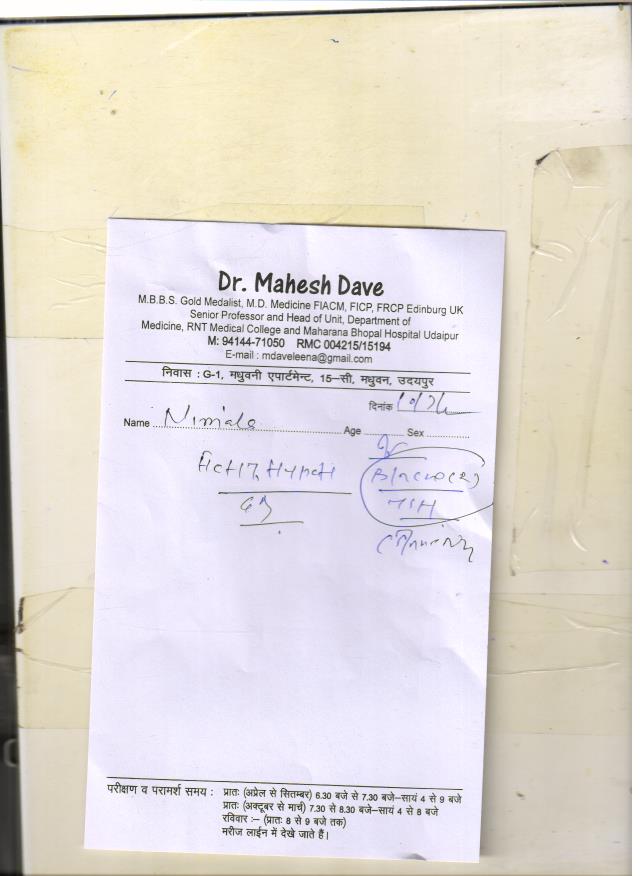 Dr. Mahesh Dave
M.B.B.S. Gold Medalist, M.D. Medicine FIACM, FICP, FRCP Edinburg UK
Senior Professor and Head of Unit, Department of
Medicine, RNT Medical College and Maharana Bhopal Hospital Udaipur
M: 94144-71050 RMC 004215/15194
E-mail : mdaveleena@gmail.com
निवास : G-1, मधुवनी एपार्टमेन्ट, 15-सी, मधुवन, उदयपुर
दिनांक
Name Nirmala Age Sex
TSH
परीक्षण व परामर्श समय : प्रातः (अप्रेल से सितम्बर) 6.30 बजे से 7.30 बजे-सायं 4 से 9 बजे
प्रातः (अक्टूबर से मार्च) 7.30 से 8.30 बजे-सायं 4 से 8 बजे
रविवार :- (प्रातः 8 से 9 बजे तक)
मरीज लाईन में देखे जाते हैं।